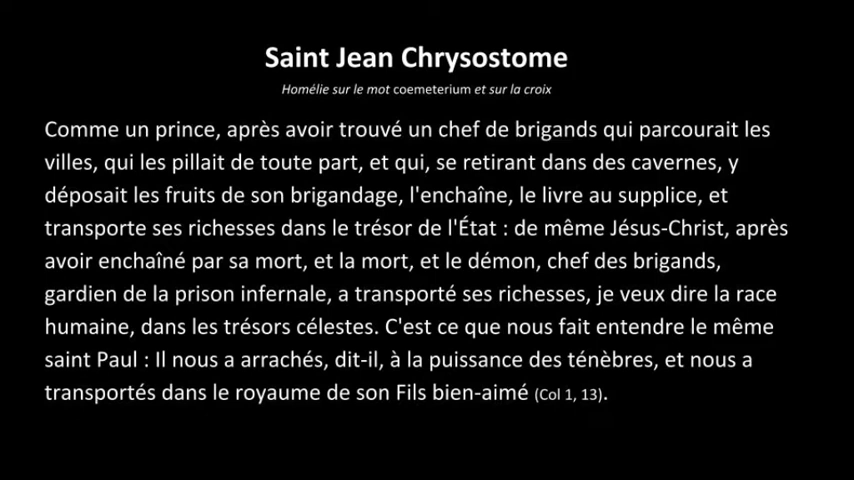 Saint Jean Chrysostome
Homélie sur le mot coemeterium et sur la croix
Comme un prince, après avoir trouvé un chef de brigands qui parcourait les
villes, qui les pillait de toute part, et qui, se retirant dans des cavernes, y
déposait les fruits de son brigandage, l'enchaîne, le livre au supplice, et
transporte ses richesses dans le trésor de l'État : de même Jésus-Christ, après
avoir enchaîné par sa mort, et la mort, et le démon, chef des brigands,
gardien de la prison infernale, a transporté ses richesses, je veux dire la race
humaine, dans les trésors célestes. C'est ce que nous fait entendre le même
saint Paul : Il nous a arrachés, dit-il, à la puissance des ténèbres, et nous a
transportés dans le royaume de son Fils bien-aimé (Col 1, 13).